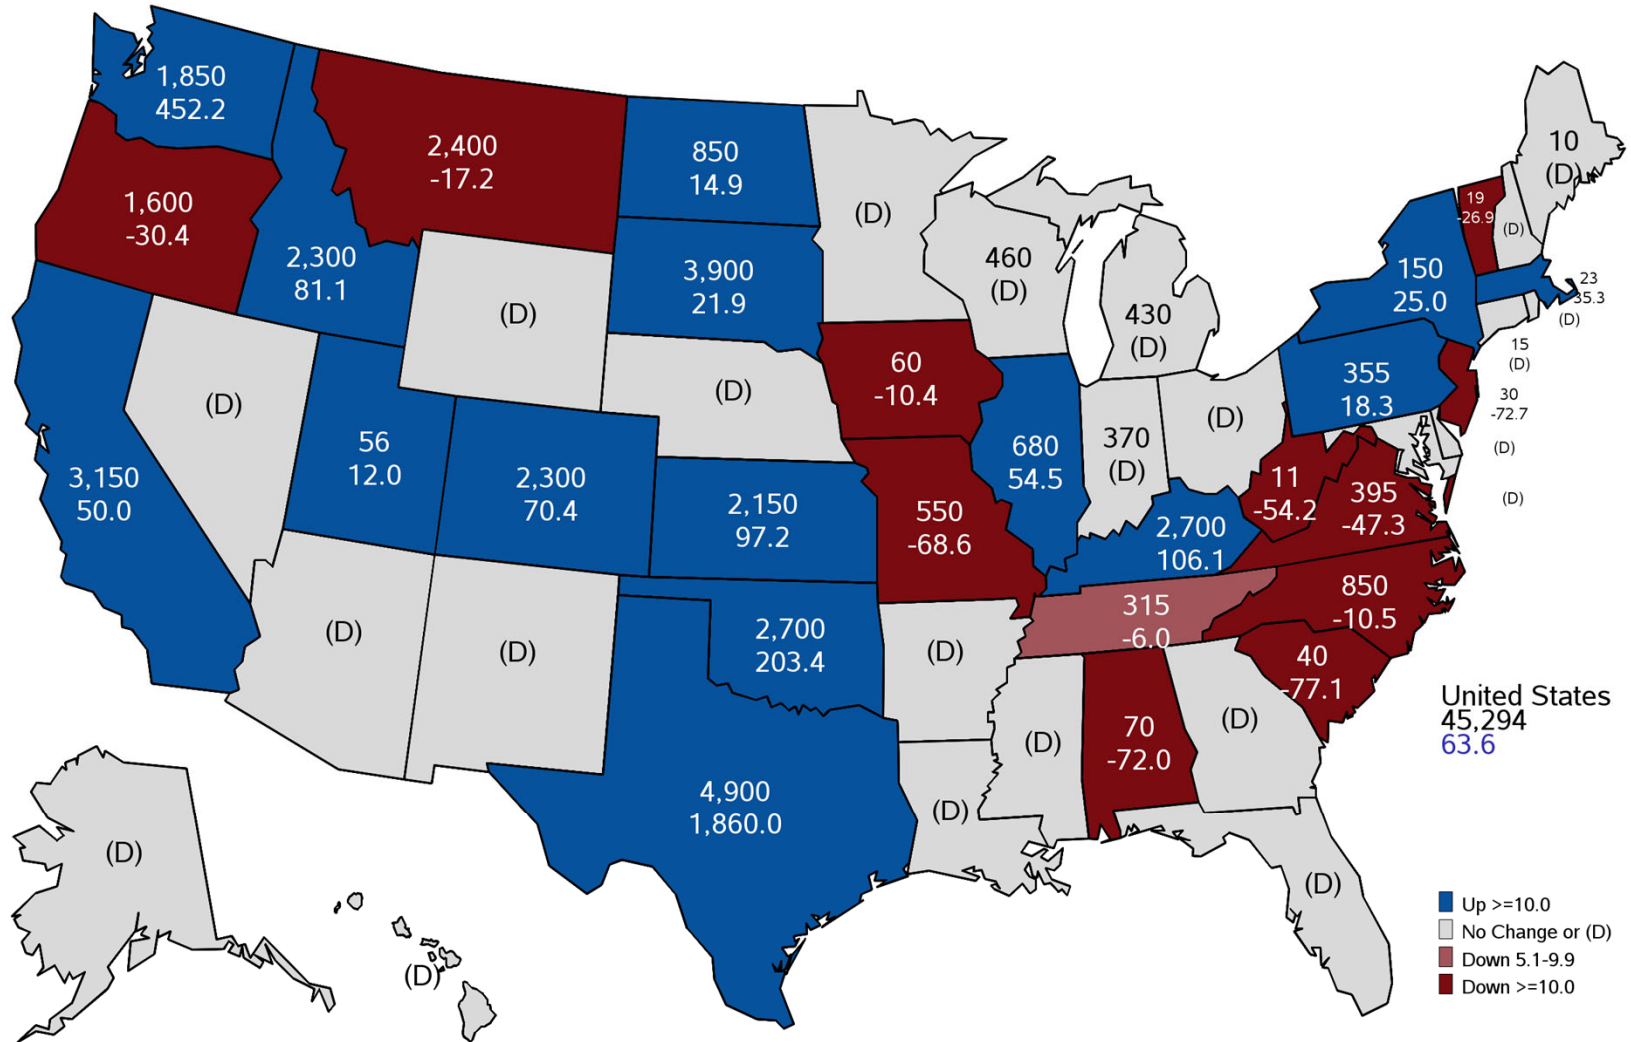 1,850
452.2
2,400
-17.2
850
14.9
(D)
10
(D)
1,600
-30.4
2,300
81.1
3,900
21.9
460
(D)
430
(D)
150
25.0
19
-26.9
(D)
23
35.3
(D)
(D)
(D)
60
-10.4
15
(D)
355
18.3
30
-72.7
(D)
(D)
3,150
50.0
56
12.0
2,300
70.4
2,150
97.2
550
-68.6
680
54.5
370
(D)
(D)
11
-54.2
395
-47.3
(D)
(D)
2,700
106.1
(D)
(D)
2,700
203.4
(D)
315
-6.0
850
-10.5
40
-77.1
4,900
1,860.0
(D)
(D)
70
-72.0
(D)
United States
45,294
63.6
(D)
(D)
(D)
Up >=10.0
No Change or (D)
Down 5.1-9.9
Down >=10.0